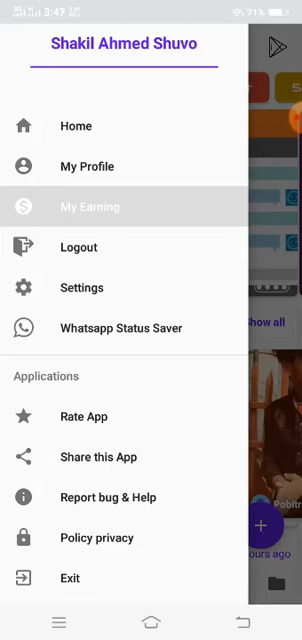 3:47
71%
Shakil Ahmed Shuvo
Home
My Profile
My Earning
Logout
Settings
Whatsapp Status Saver
how all
Applications
Rate App
Share this App
Report bug & Help
Pobitr
Policy privacy
ours ago
Exit